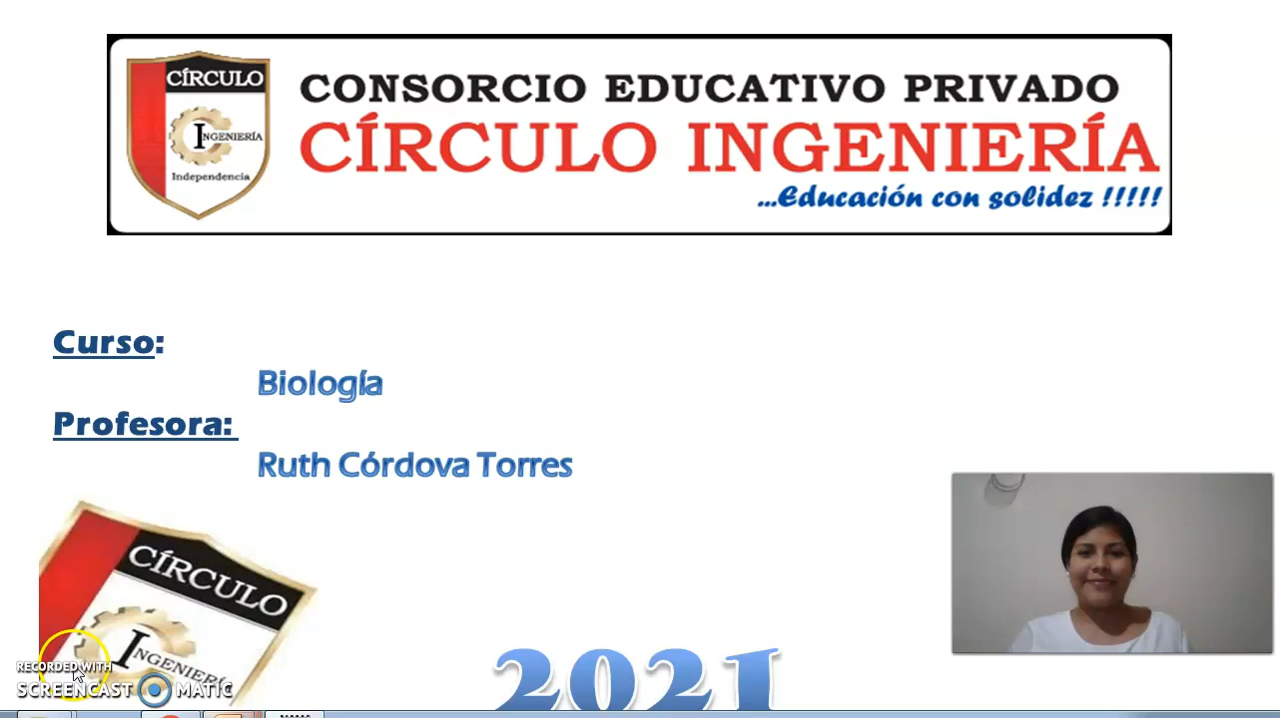 CÍRCULO
INGENIERÍA
Independencia
CONSORCIO EDUCATIVO PRIVADO
CÍRCULO INGENIERÍA
...Educación con solidez !!!!!
Curso:
Biología
Profesora:
Ruth Córdova Torres
CÍRCULO
INGENIERÍA
2021
RECORDED WITH
SCREENCAST MATIC